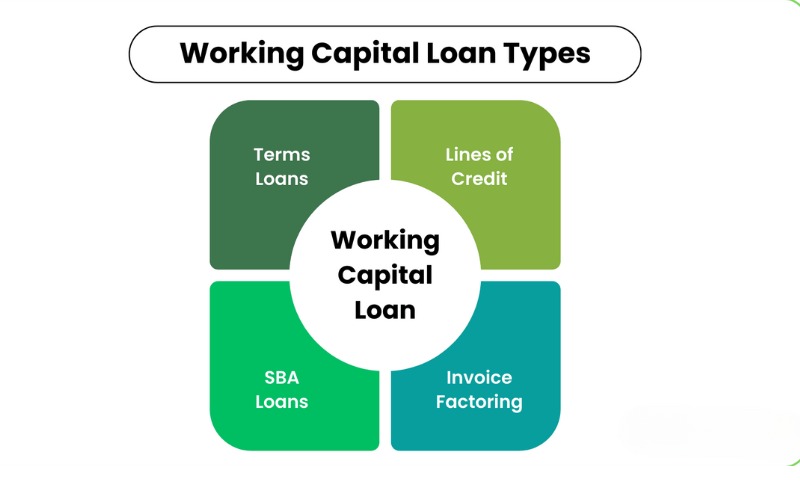 Working Capital Loan Types
Terms
Loans
Lines of
Credit
Working
Capital
Loan
SBA
Loans
Invoice
Factoring